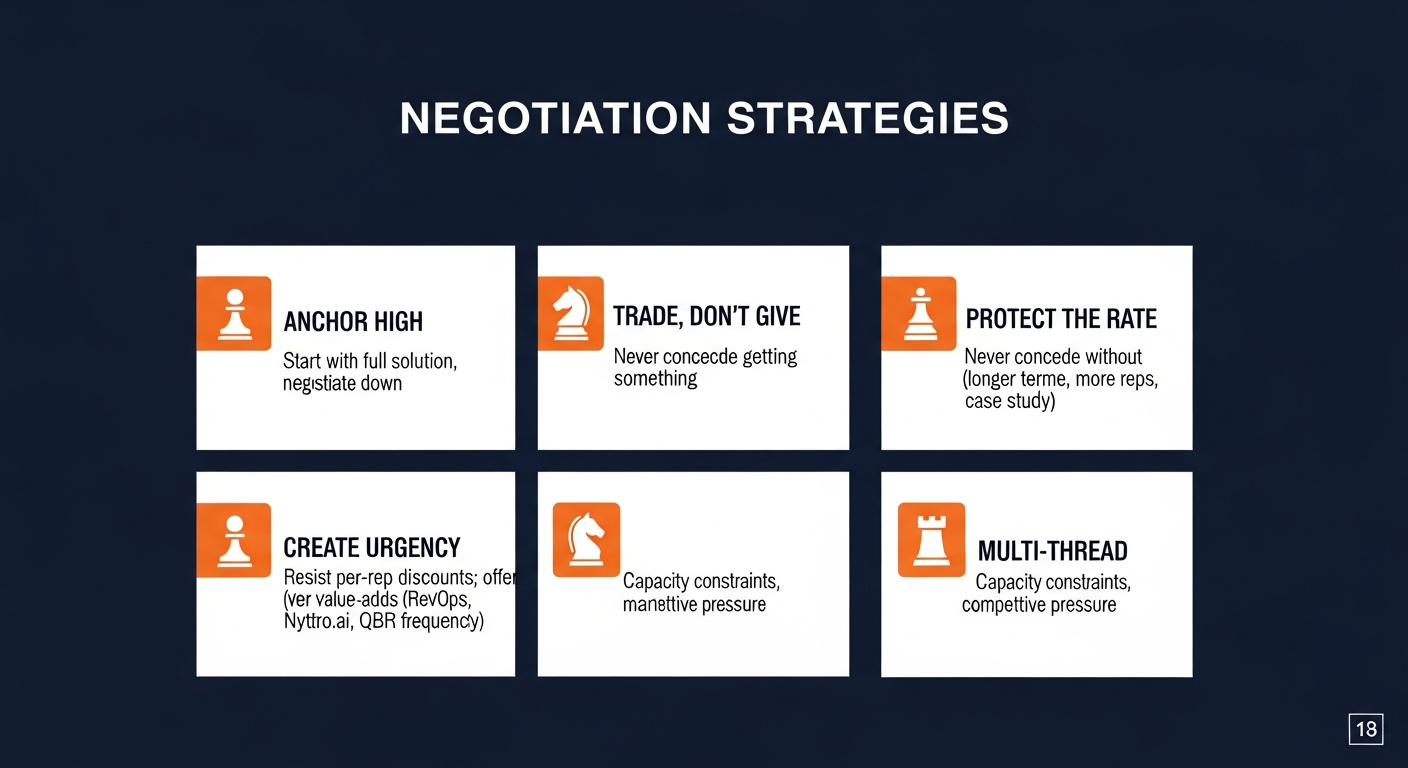 NEGOTIATION STRATEGIES
ANCHOR HIGH
Start with full solution,
negıstiate down
TRADE, DON'T GIVE
Never concecde getting
something
PROTECT THE RATE
Never concede without
(longer terme, more reps,
case study)
CREATE URGENCY
Resist per-rep discounts; offer
(ver value-adds (RevOps,
Nyttro.ai, QBR frequency)
Capacity constraints,
manettive pressure
MULTI-THREAD
Capacity constraints,
compettive pressure
18